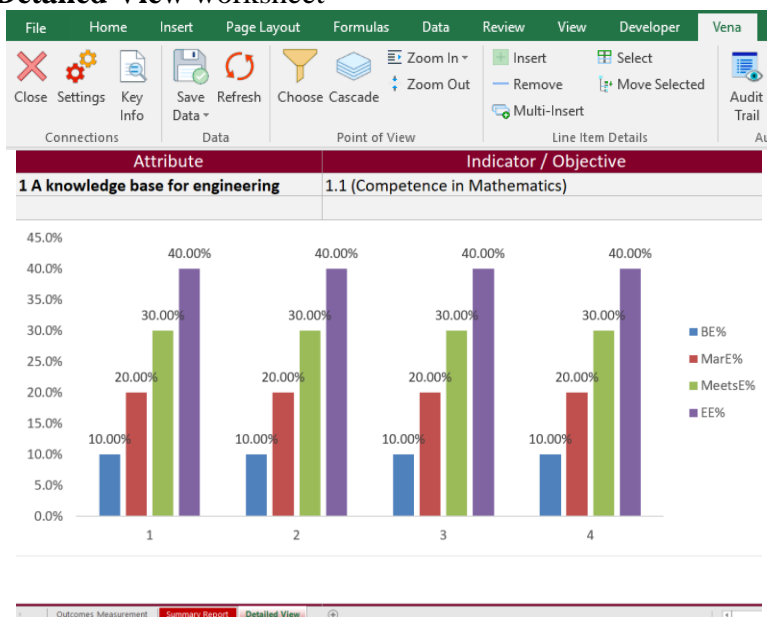 Detailed View worksheet
File Home Insert Page Layout Formulas Data Review View Developer Vena
Close Settings Key Info Save Data Refresh Choose Cascade Zoom In Insert Select Audit Trail
Zoom Out Remove Move Selected
Multi-Insert
Connections Data Point of View Line Item Details Au
Attribute Indicator / Objective
1 A knowledge base for engineering 1.1 (Competence in Mathematics)
45.0%
40.0%
35.0%
30.0%
25.0%
20.0%
15.0%
10.0%
5.0%
0.0%
10.00% 20.00% 30.00% 40.00%
10.00% 20.00% 30.00% 40.00%
10.00% 20.00% 30.00% 40.00%
10.00% 20.00% 30.00% 40.00%
1 2 3 4
BE%
MarE%
MeetsE%
EE%
Outcomes Measurement Summary Report Detailed View